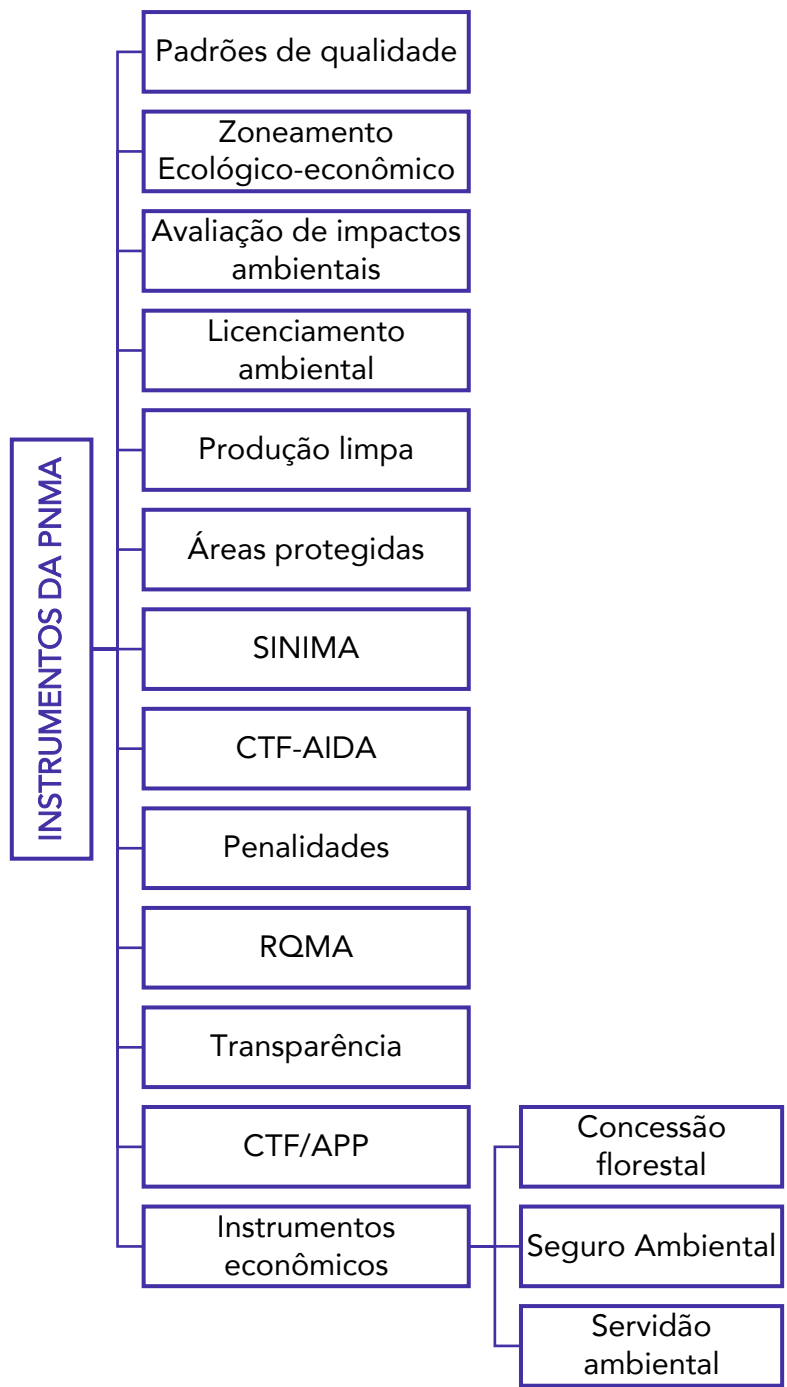 INSTRUMENTOS DA PNMA
Padrões de qualidade
Zoneamento
Ecológico-econômico
Avaliação de impactos
ambientais
Licenciamento
ambiental
Produção limpa
Áreas protegidas
SINIMA
CTF-AIDA
Penalidades
RQMA
Transparência
CTF/APP
Instrumentos
econômicos
Concessão
florestal
Seguro Ambiental
Servidão
ambiental